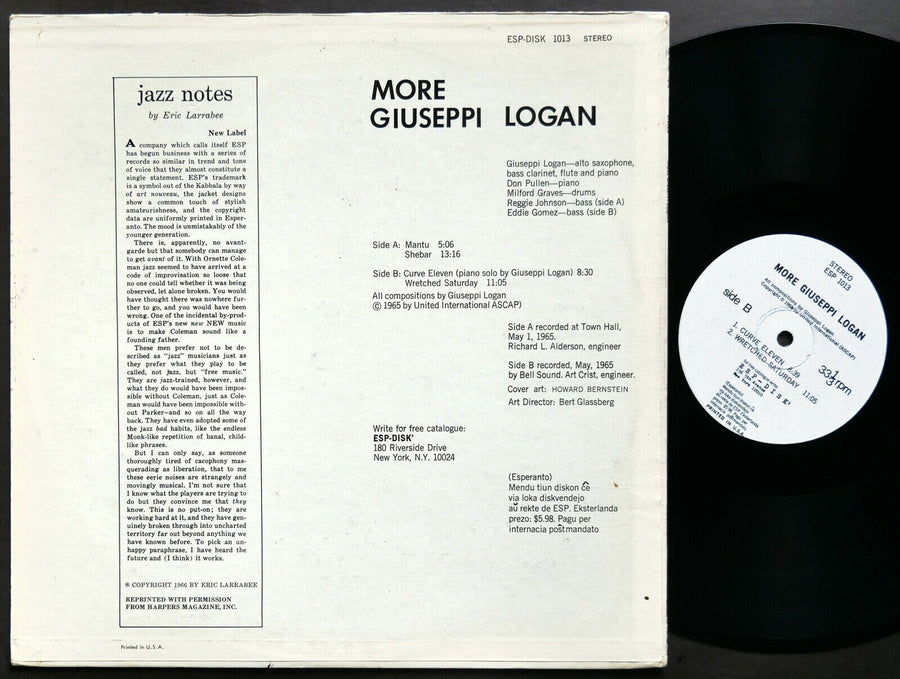 ESP-DISK 1013 STEREO
jazz notes
by Eric Larrabee
New Label
A company which calls itself ESP
has begun business with a series of
records so similar in trend and tone
of voice that they almost constitute a
single statement. ESP's trademark
is a symbol out of the Kabbala by way
of art nouveau, the jacket designs
show a common touch of stylish
amateurishness, and the copyright
data are uniformly printed in Esper-
anto. The mood is unmistakably of the
younger generation.
There is, apparently, no avant-
garde but that somebody can manage
to get avant of it. With Ornette Cole-
man jazz seemed to have arrived at a
code of improvisation so loose that
no one could tell whether it was being
observed, let alone broken. You would
have thought there was nowhere fur-
ther to go, and you would have been
wrong. One of the incidental by-prod-
ucts of ESP's new new NEW music
is to make Coleman sound like a
founding father.
These men prefer not to be de-
scribed as "jazz" musicians just as
they prefer what they play to be
called, not jazz, but "free music."
They are jazz-trained, however, and
what they do would have been impos-
sible without Coleman, just as Cole-
man would have been impossible with-
out Parker—and so on all the way
back. They have even adopted some of
the jazz bad habits, like the endless
Monk-like repetition of banal, child-
like phrases.
But I can only say, as someone
thoroughly tired of cacophony mas-
querading as liberation, that to me
these eerie noises are strangely and
movingly musical. I'm not sure that
I know what the players are trying to
do but they convince me that they
know. This is no put-on; they are
working hard at it, and they have gen-
uinely broken through into uncharted
territory far out beyond anything we
have known before. To pick an un-
happy paraphrase, I have heard the
future and (I think) it works.
© COPYRIGHT 1966 BY ERIC LARRABEE
REPRINTED WITH PERMISSION
FROM HARPERS MAGAZINE, INC.
Printed in U.S.A.
MORE
GIUSEPPI LOGAN
Giuseppi Logan—alto saxophone,
bass clarinet, flute and piano
Don Pullen—piano
Milford Graves—drums
Reggie Johnson—bass (side A)
Eddie Gomez—bass (side B)
Side A: Mantu 5:06
Shebar 13:16
Side B: Curve Eleven (piano solo by Giuseppi Logan) 8:30
Wretched Saturday 11:05
All compositions by Giuseppi Logan
© 1965 by United International ASCAP)
Side A recorded at Town Hall,
May 1, 1965.
Richard L. Alderson, engineer
Side B recorded, May, 1965
by Bell Sound. Art Crist, engineer.
Cover art: HOWARD BERNSTEIN
Art Director: Bert Glassberg
Write for free catalogue:
ESP-DISK'
180 Riverside Drive
New York, N.Y. 10024
(Esperanto)
Mendu tiun diskon ĉe
via loka diskvendejo
aŭ rekte de ESP. Eksterlanda
prezo: $5.98. Pagu per
internacia poŝtmandato
STEREO
ESP 1013
MORE GIUSEPPI LOGAN
All compositions by Giuseppi Logan
side B
1. CURVE ELEVEN
2. WRETCHED SATURDAY 11:05
33 1/3 rpm
PRINTED IN U.S.A.